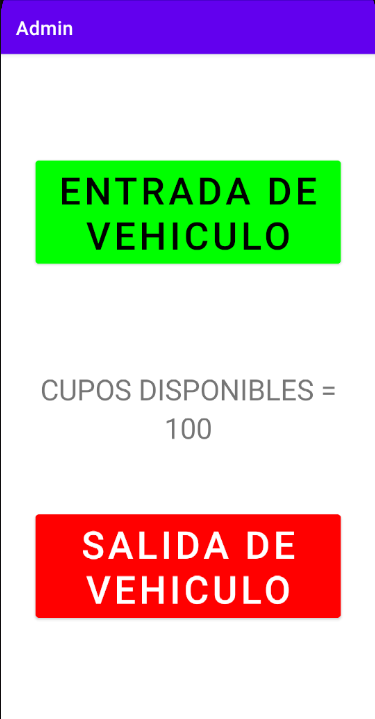 Admin
ENTRADA DE
VEHICULO
CUPOS DISPONIBLES =
100
SALIDA DE
VEHICULO